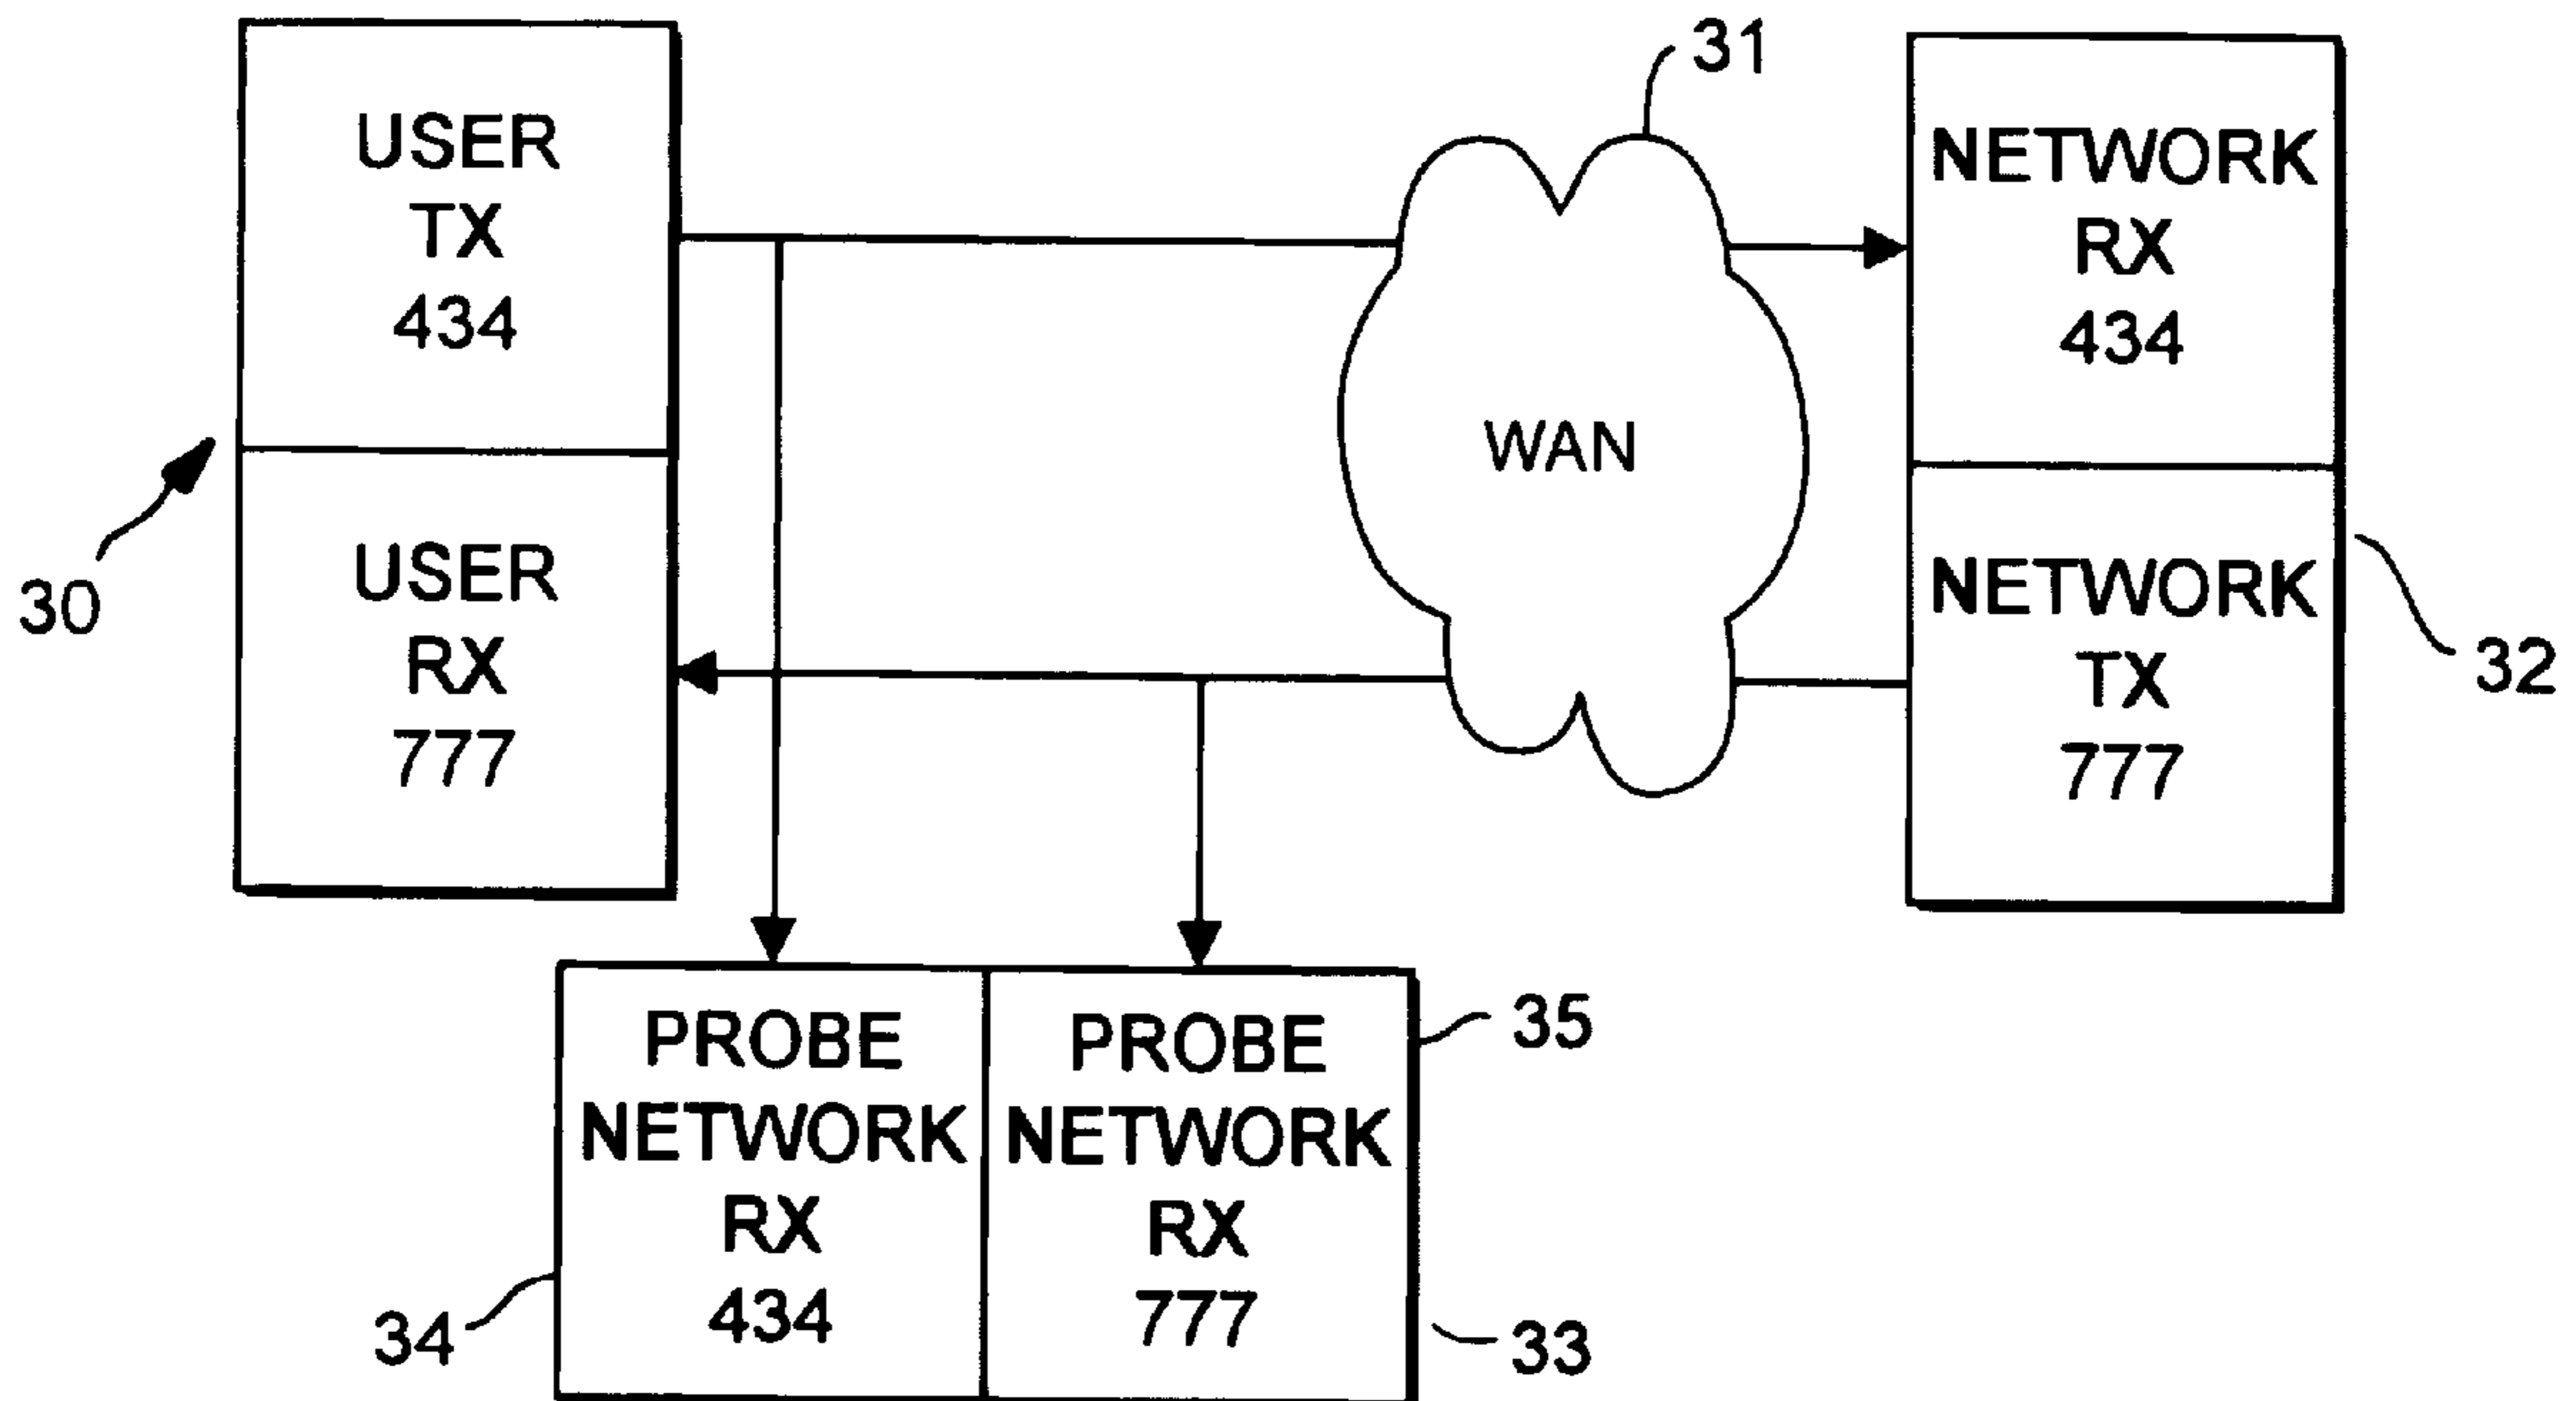 31
USER
TX
434
NETWORK
RX
434
WAN
30
USER
RX
777
NETWORK
TX
777
32
PROBE
NETWORK
RX
434
PROBE
NETWORK
RX
777
35
34
33